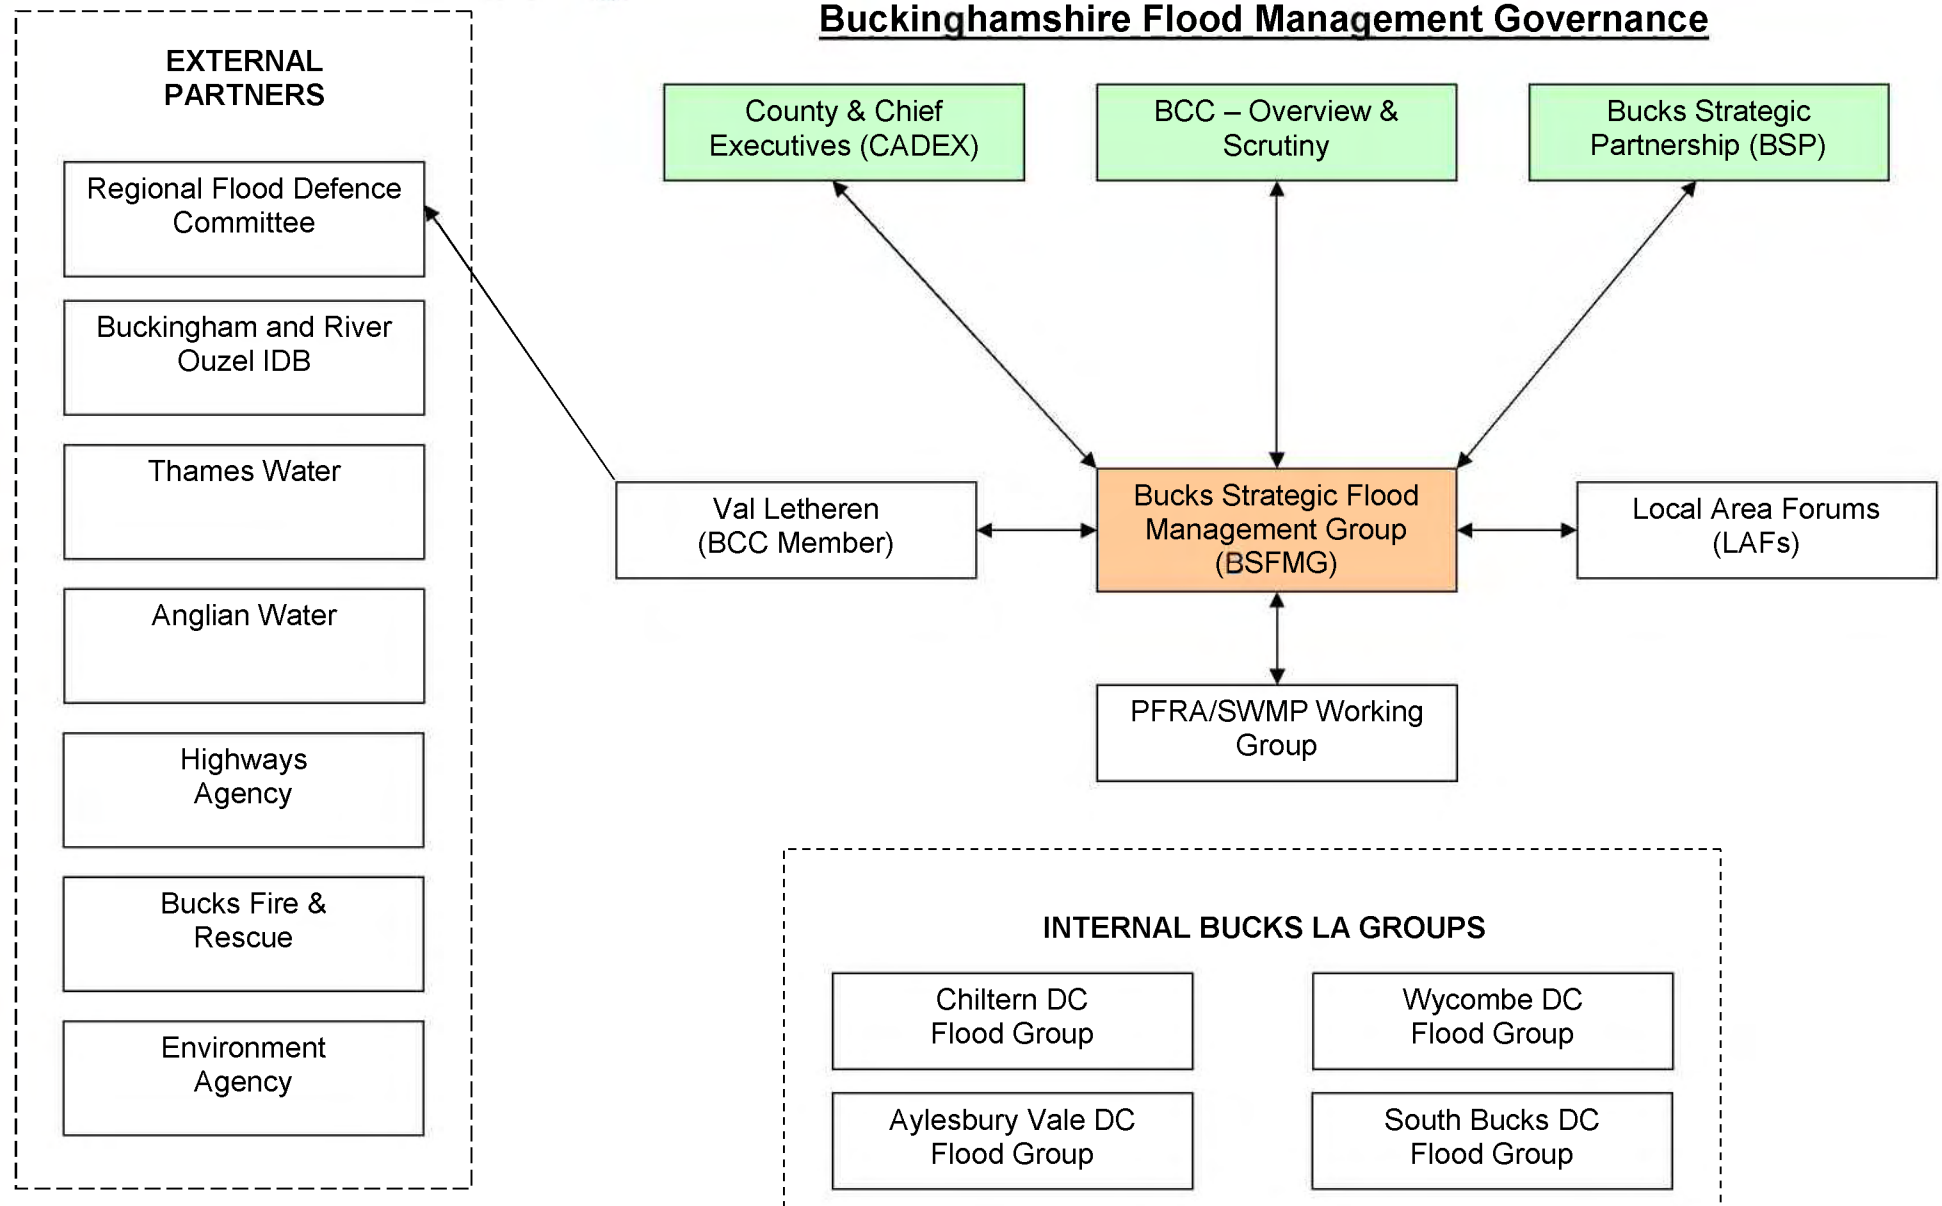 Buckinghamshire Flood Management Governance
EXTERNAL
PARTNERS
Regional Flood Defence
Committee
Buckingham and River
Ouzel IDB
Thames Water
Anglian Water
Highways
Agency
Bucks Fire &
Rescue
Environment
Agency
County & Chief
Executives (CADEX)
BCC – Overview &
Scrutiny
Bucks Strategic
Partnership (BSP)
Val Letheren
(BCC Member)
Bucks Strategic Flood
Management Group
(BSFMG)
Local Area Forums
(LAFs)
PFRA/SWMP Working
Group
INTERNAL BUCKS LA GROUPS
Chiltern DC
Flood Group
Wycombe DC
Flood Group
Aylesbury Vale DC
Flood Group
South Bucks DC
Flood Group